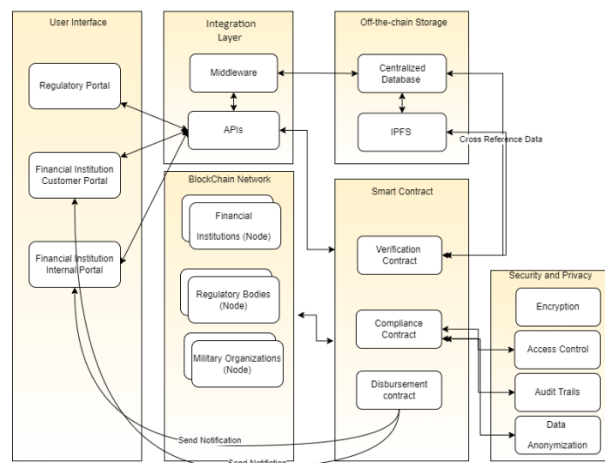 User Interface
Regulatory Portal
Financial Institution
Customer Portal
Financial Institution
Internal Portal
Integration
Layer
Middleware
APIs
Off-the-chain Storage
Centralized
Database
IPFS
Cross Reference Data
BlockChain Network
Financial
Institutions (Node)
Regulatory Bodies
(Node)
Military Organizations
(Node)
Smart Contract
Verification
Contract
Compliance
Contract
Disbursement
contract
Security and Privacy
Encryption
Access Control
Audit Trails
Data
Anonymization
Send Notification
Send Notifiction